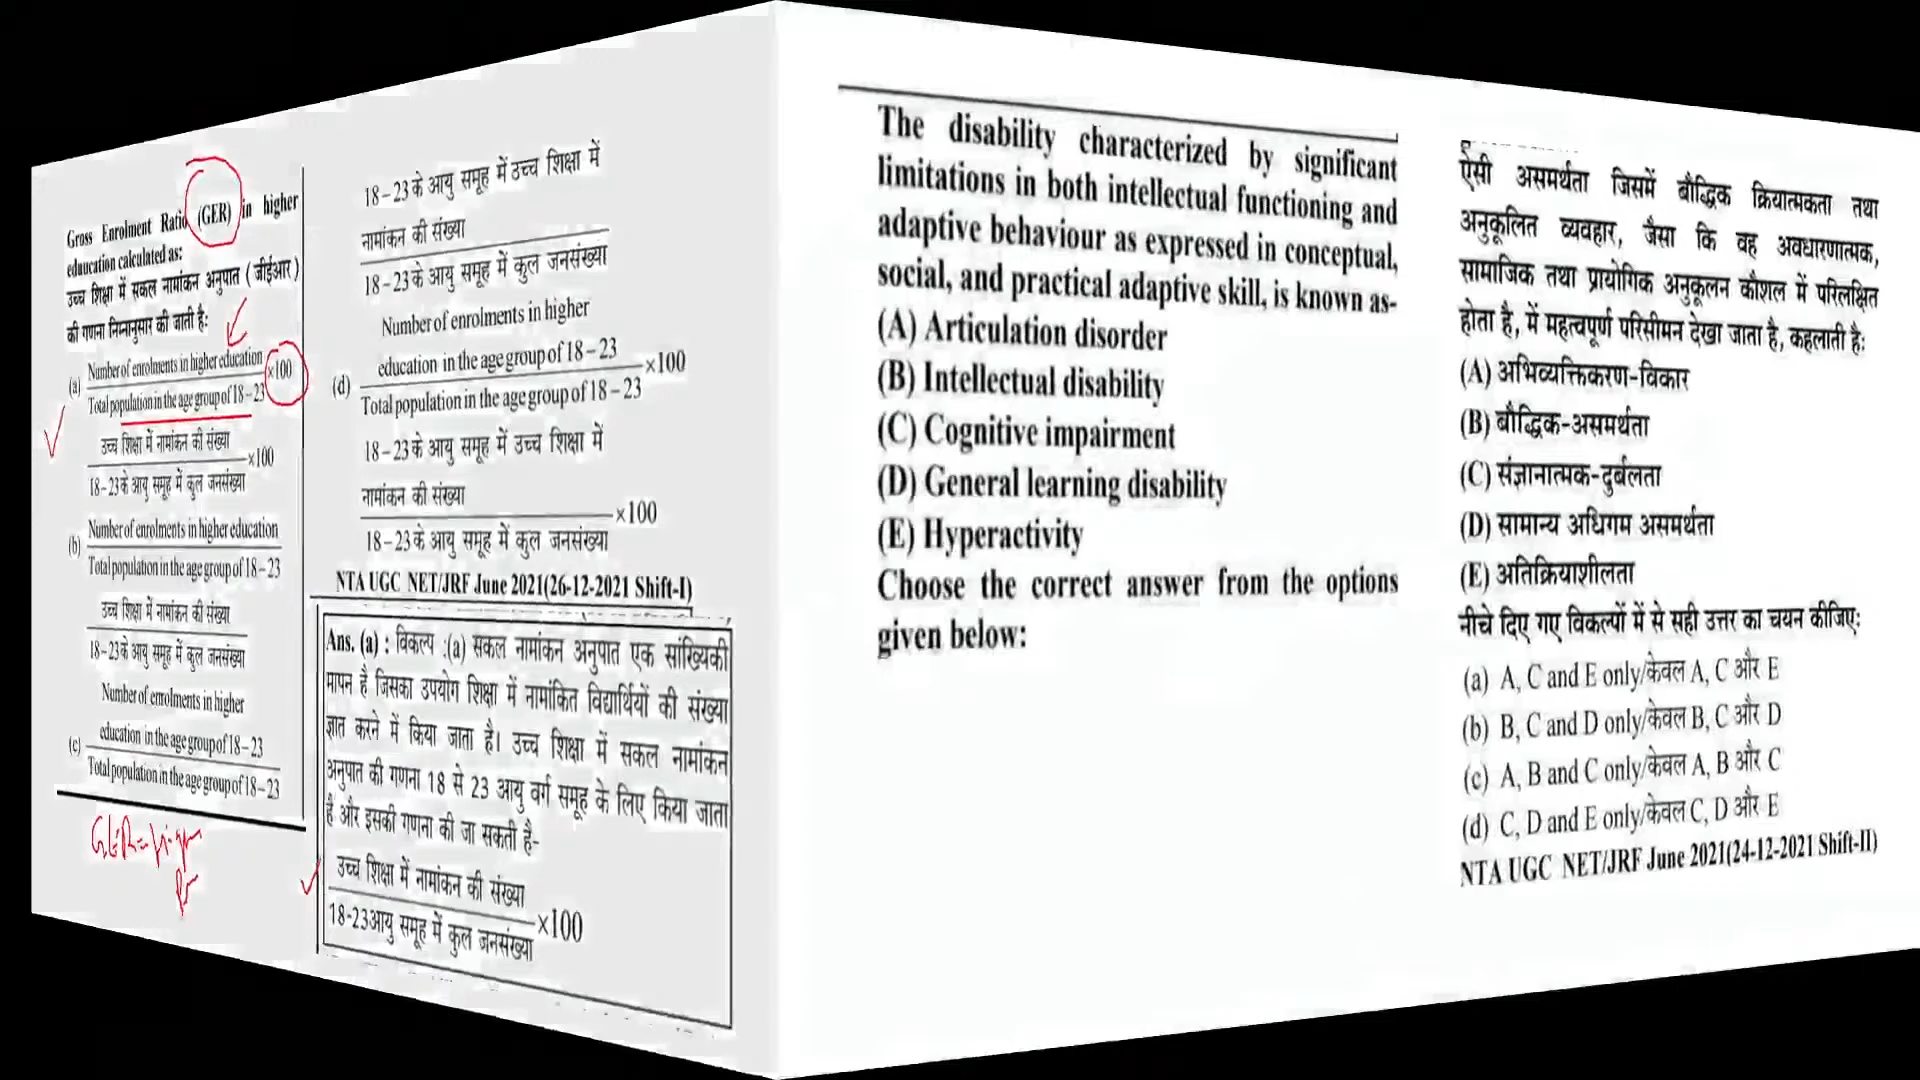 Gross Enrolment Ratio (GER) in higher
eduucation calculated as:
उच्च शिक्षा में सकल नामांकन अनुपात (जीईआर)
की गणना निम्नानुसार की जाती है:
(a) Number of enrolments in higher education
Total population in the age group of 18–23
×100
उच्च शिक्षा में नामांकन की संख्या
18–23 के आयु समूह में कुल जनसंख्या
×100
(b) Number of enrolments in higher education
Total population in the age group of 18–23
उच्च शिक्षा में नामांकन की संख्या
18–23 के आयु समूह में कुल जनसंख्या
Number of enrolments in higher
(c) education in the age group of 18–23
Total population in the age group of 18–23
GER=
18–23 के आयु समूह में उच्च शिक्षा में
नामांकन की संख्या
18–23 के आयु समूह में कुल जनसंख्या
Number of enrolments in higher
(d) education in the age group of 18–23
Total population in the age group of 18–23
×100
18–23 के आयु समूह में उच्च शिक्षा में
नामांकन की संख्या
18–23 के आयु समूह में कुल जनसंख्या
×100
NTA UGC NET/JRF June 2021(26-12-2021 Shift-I)
Ans. (a) : विकल्प :(a) सकल नामांकन अनुपात एक सांख्यिकी
मापन है जिसका उपयोग शिक्षा में नामांकित विद्यार्थियों की संख्या
ज्ञात करने में किया जाता है। उच्च शिक्षा में सकल नामांकन
अनुपात की गणना 18 से 23 आयु वर्ग समूह के लिए किया जाता
है और इसकी गणना की जा सकती है-
उच्च शिक्षा में नामांकन की संख्या
18-23आयु समूह में कुल जनसंख्या
×100
The disability characterized by significant
limitations in both intellectual functioning and
adaptive behaviour as expressed in conceptual,
social, and practical adaptive skill, is known as-
(A) Articulation disorder
(B) Intellectual disability
(C) Cognitive impairment
(D) General learning disability
(E) Hyperactivity
Choose the correct answer from the options
given below:
ऐसी असमर्थता जिसमें बौद्धिक क्रियात्मकता तथा
अनुकूलित व्यवहार, जैसा कि वह अवधारणात्मक,
सामाजिक तथा प्रायोगिक अनुकूलन कौशल में परिलक्षित
होता है, में महत्वपूर्ण परिसीमन देखा जाता है, कहलाती है:
(A) अभिव्यक्तिकरण-विकार
(B) बौद्धिक-असमर्थता
(C) संज्ञानात्मक-दुर्बलता
(D) सामान्य अधिगम असमर्थता
(E) अतिक्रियाशीलता
नीचे दिए गए विकल्पों में से सही उत्तर का चयन कीजिए:
(a) A, C and E only/केवल A, C और E
(b) B, C and D only/केवल B, C और D
(c) A, B and C only/केवल A, B और C
(d) C, D and E only/केवल C, D और E
NTA UGC NET/JRF June 2021(24-12-2021 Shift-II)